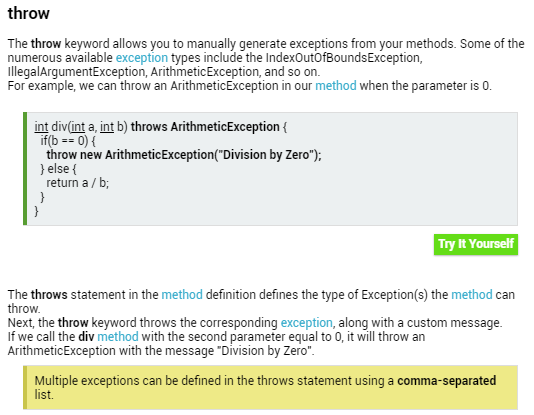 throw
The throw keyword allows you to manually generate exceptions from your methods. Some of the
numerous available exception types include the IndexOutOfBoundsException,
IllegalArgumentException, ArithmeticException, and so on.
For example, we can throw an ArithmeticException in our method when the parameter is 0.
int div(int a, int b) throws ArithmeticException {
if(b == 0) {
throw new ArithmeticException("Division by Zero");
} else {
return a / b;
}
}
Try It Yourself
The throws statement in the method definition defines the type of Exception(s) the method can
throw.
Next, the throw keyword throws the corresponding exception, along with a custom message.
If we call the div method with the second parameter equal to 0, it will throw an
ArithmeticException with the message "Division by Zero".
Multiple exceptions can be defined in the throws statement using a comma-separated
list.